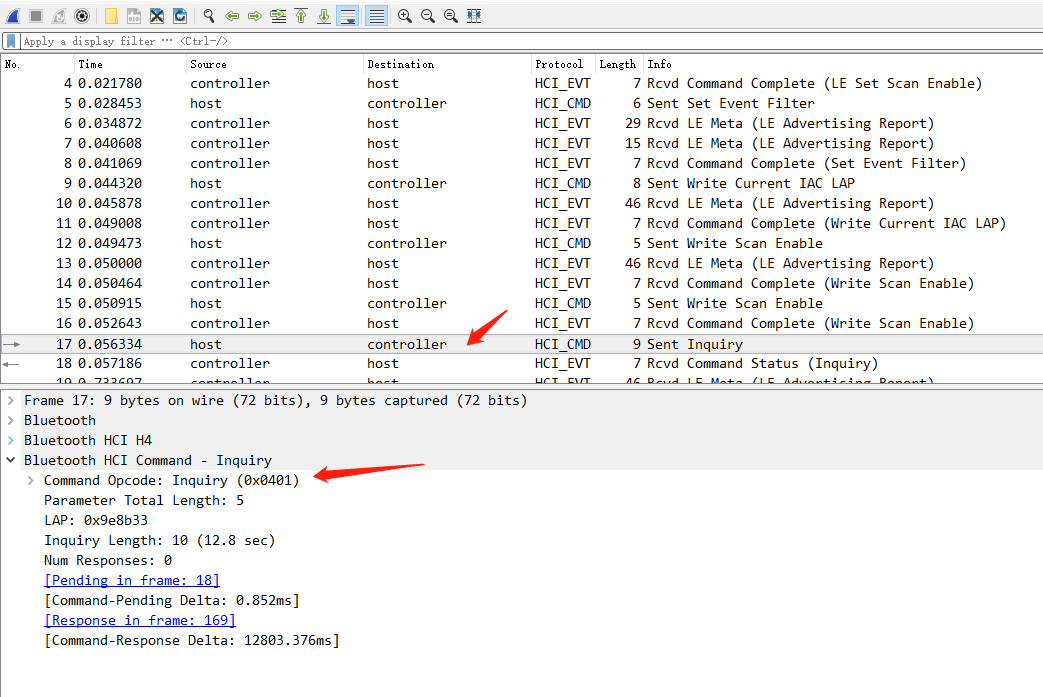 Apply a display filter … <Ctrl-/>
No. Time Source Destination Protocol Length Info
4 0.021780 controller host HCI_EVT 7 Rcvd Command Complete (LE Set Scan Enable)
5 0.028453 host controller HCI_CMD 6 Sent Set Event Filter
6 0.034872 controller host HCI_EVT 29 Rcvd LE Meta (LE Advertising Report)
7 0.040608 controller host HCI_EVT 15 Rcvd LE Meta (LE Advertising Report)
8 0.041069 controller host HCI_EVT 7 Rcvd Command Complete (Set Event Filter)
9 0.044320 host controller HCI_CMD 8 Sent Write Current IAC LAP
10 0.045878 controller host HCI_EVT 46 Rcvd LE Meta (LE Advertising Report)
11 0.049008 controller host HCI_EVT 7 Rcvd Command Complete (Write Current IAC LAP)
12 0.049473 host controller HCI_CMD 5 Sent Write Scan Enable
13 0.050000 controller host HCI_EVT 46 Rcvd LE Meta (LE Advertising Report)
14 0.050464 controller host HCI_EVT 7 Rcvd Command Complete (Write Scan Enable)
15 0.050915 host controller HCI_CMD 5 Sent Write Scan Enable
16 0.052643 controller host HCI_EVT 7 Rcvd Command Complete (Write Scan Enable)
17 0.056334 host controller HCI_CMD 9 Sent Inquiry
18 0.057186 controller host HCI_EVT 7 Rcvd Command Status (Inquiry)
19 0.733697 controller host HCI_EVT 46 Rcvd LE Meta (LE Advertising Report)
Frame 17: 9 bytes on wire (72 bits), 9 bytes captured (72 bits)
Bluetooth
Bluetooth HCI H4
Bluetooth HCI Command - Inquiry
Command Opcode: Inquiry (0x0401)
Parameter Total Length: 5
LAP: 0x9e8b33
Inquiry Length: 10 (12.8 sec)
Num Responses: 0
[Pending in frame: 18]
[Command-Pending Delta: 0.852ms]
[Response in frame: 169]
[Command-Response Delta: 12803.376ms]